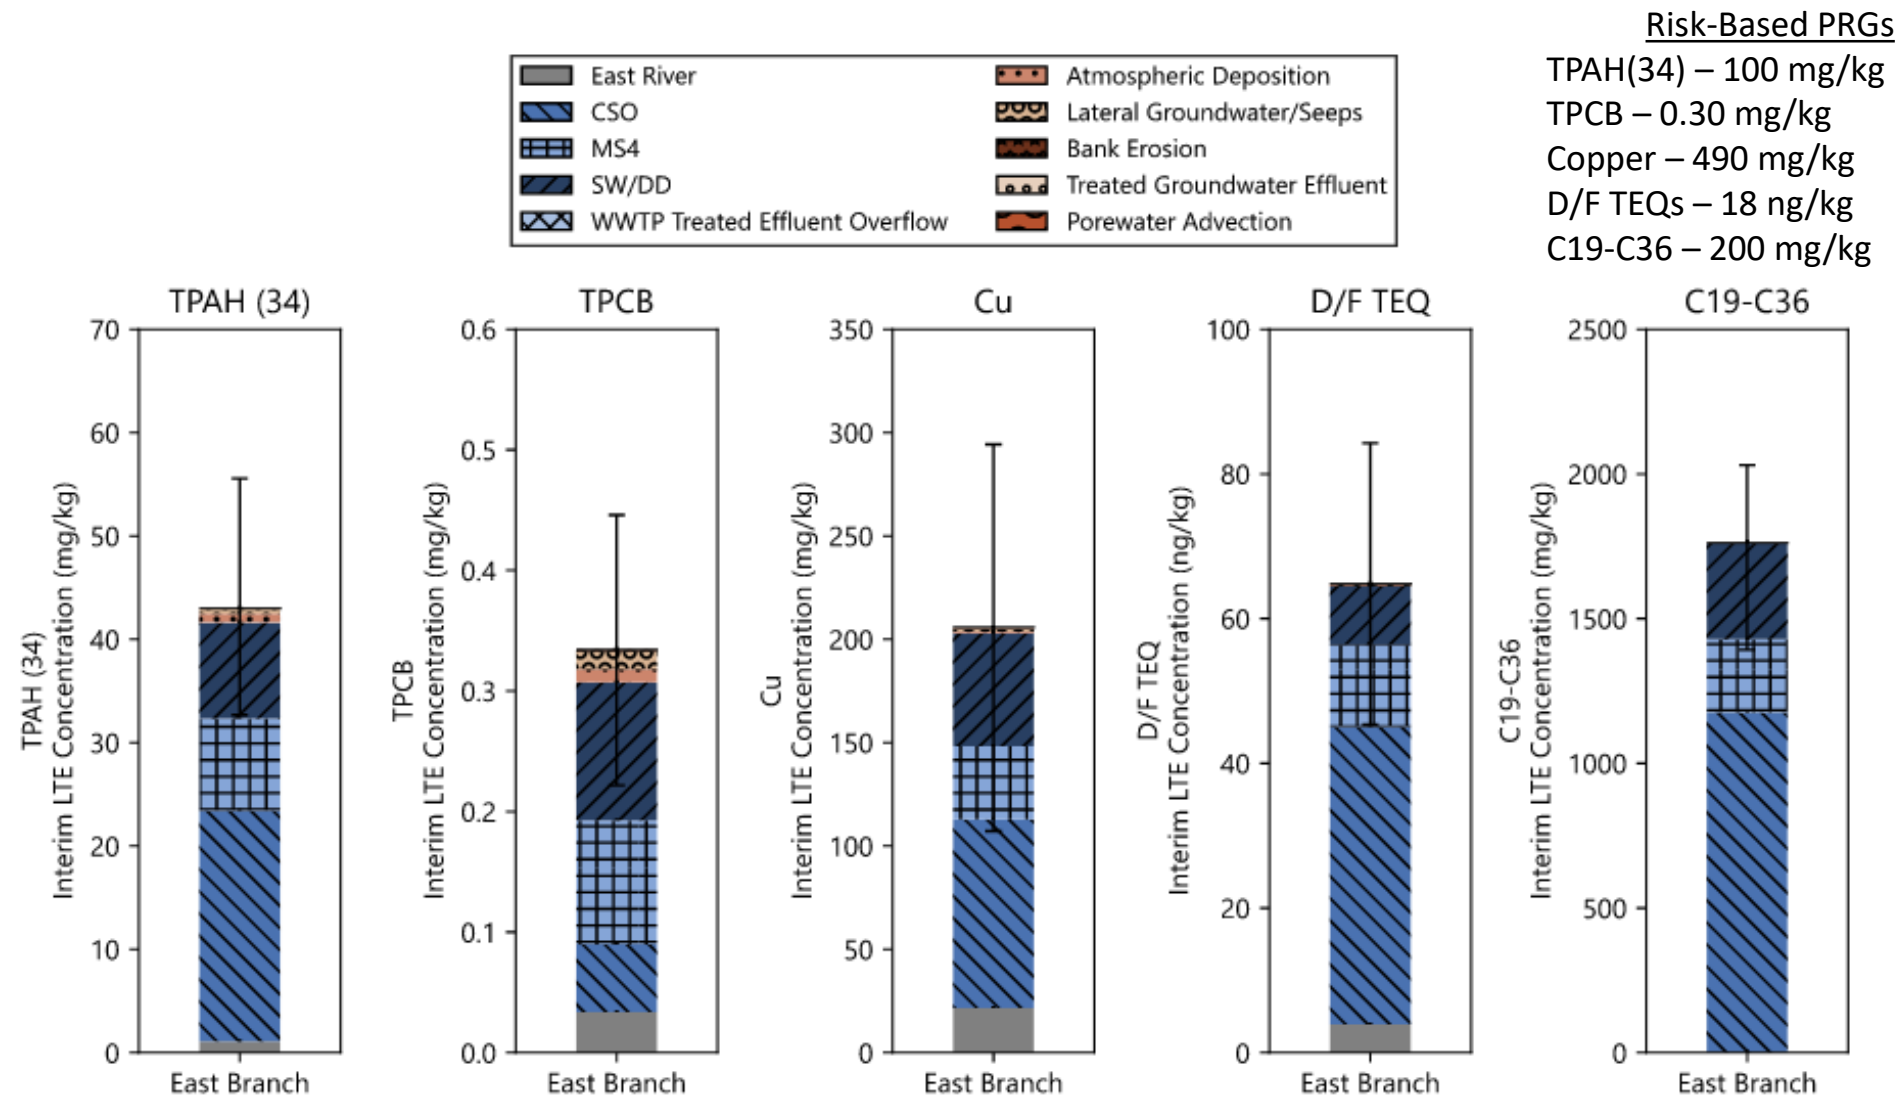 Risk-Based PRGs
TPAH(34) – 100 mg/kg
TPCB – 0.30 mg/kg
Copper – 490 mg/kg
D/F TEQs – 18 ng/kg
C19-C36 – 200 mg/kg
East River
CSO
MS4
SW/DD
WWTP Treated Effluent Overflow
Atmospheric Deposition
Lateral Groundwater/Seeps
Bank Erosion
Treated Groundwater Effluent
Porewater Advection
TPAH (34)
70
60
50
40
30
20
10
0
TPAH (34)
Interim LTE Concentration (mg/kg)
East Branch
TPCB
0.6
0.5
0.4
0.3
0.2
0.1
0.0
TPCB
Interim LTE Concentration (mg/kg)
East Branch
Cu
350
300
250
200
150
100
50
0
Cu
Interim LTE Concentration (mg/kg)
East Branch
D/F TEQ
100
80
60
40
20
0
D/F TEQ
Interim LTE Concentration (ng/kg)
East Branch
C19-C36
2500
2000
1500
1000
500
0
C19-C36
Interim LTE Concentration (mg/kg)
East Branch